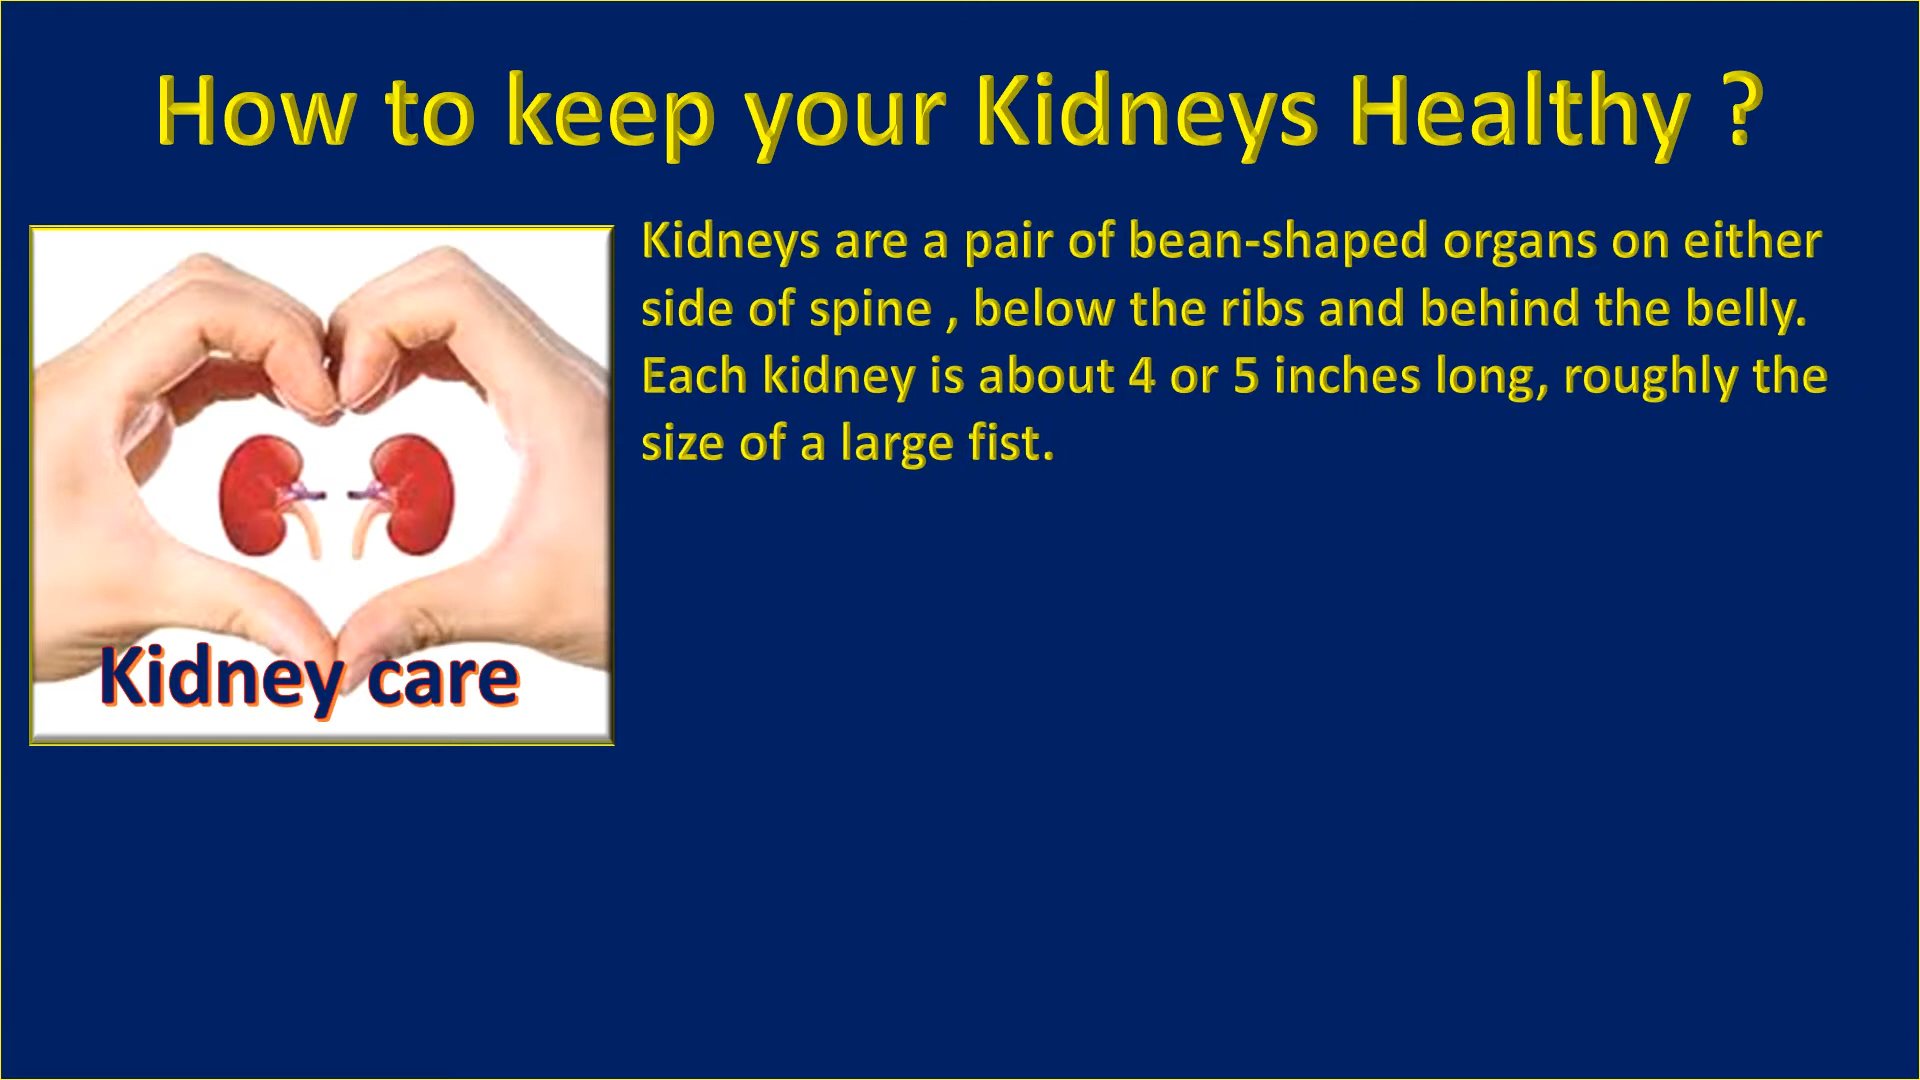 How to keep your Kidneys Healthy ?
Kidneys are a pair of bean-shaped organs on either
side of spine , below the ribs and behind the belly.
Each kidney is about 4 or 5 inches long, roughly the
size of a large fist.
Kidney care